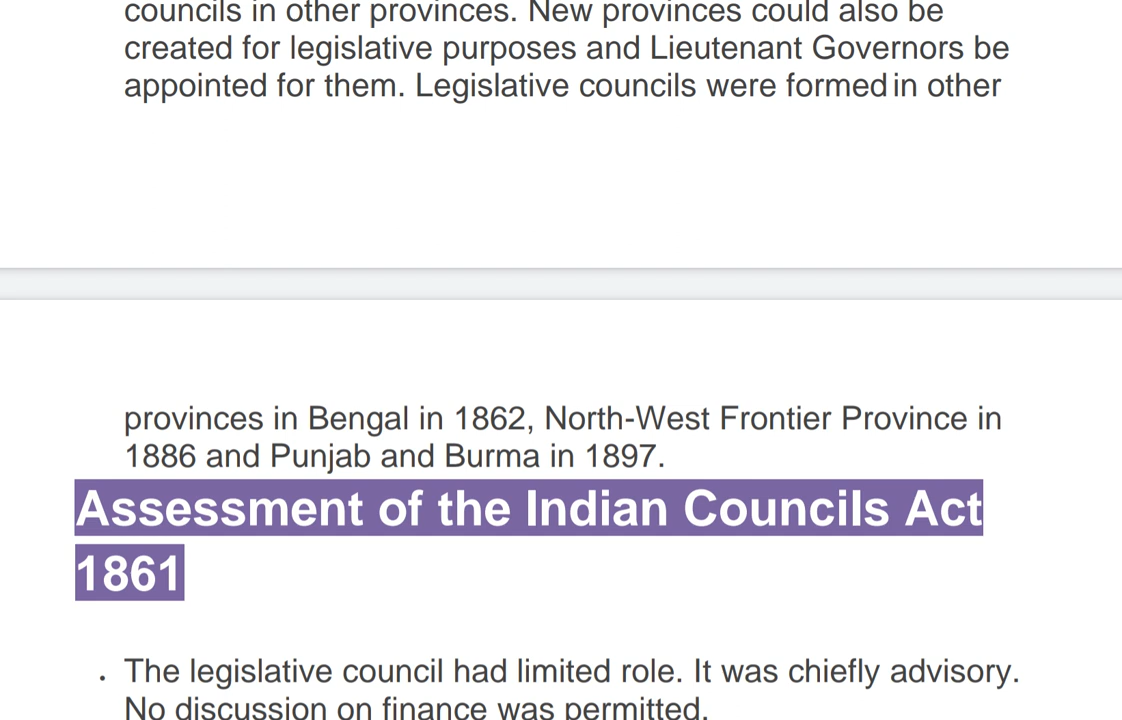 councils in other provinces. New provinces could also be
created for legislative purposes and Lieutenant Governors be
appointed for them. Legislative councils were formed in other
provinces in Bengal in 1862, North-West Frontier Province in
1886 and Punjab and Burma in 1897.
Assessment of the Indian Councils Act
1861
• The legislative council had limited role. It was chiefly advisory.
No discussion on finance was permitted.